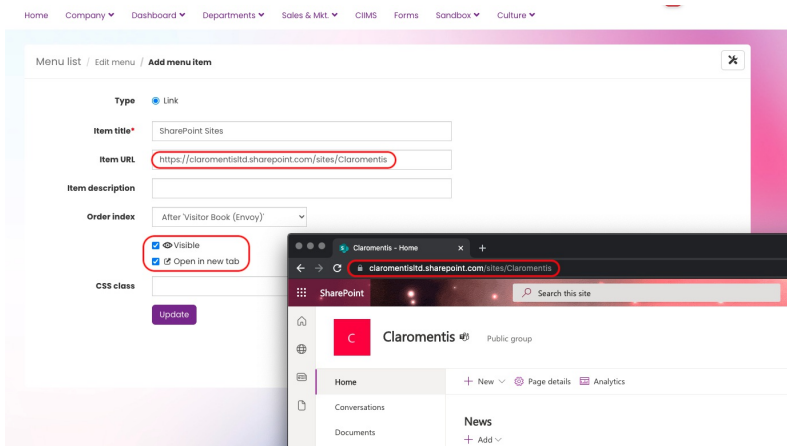 Home Company Dashboard Departments Sales & Mkt. CIIMS Forms Sandbox Culture
Menu list / Edit menu / Add menu item
Type Link
Item title* SharePoint Sites
Item URL https://claromentisltd.sharepoint.com/sites/Claromentis
Item description
Order index After 'Visitor Book (Envoy)'
Visible
Open in new tab
CSS class
Update
Claromentis - Home
claromentisltd.sharepoint.com/sites/Claromentis
SharePoint Search this site
C Claromentis Public group
Home
New Page details Analytics
Conversations
Documents
News
Add